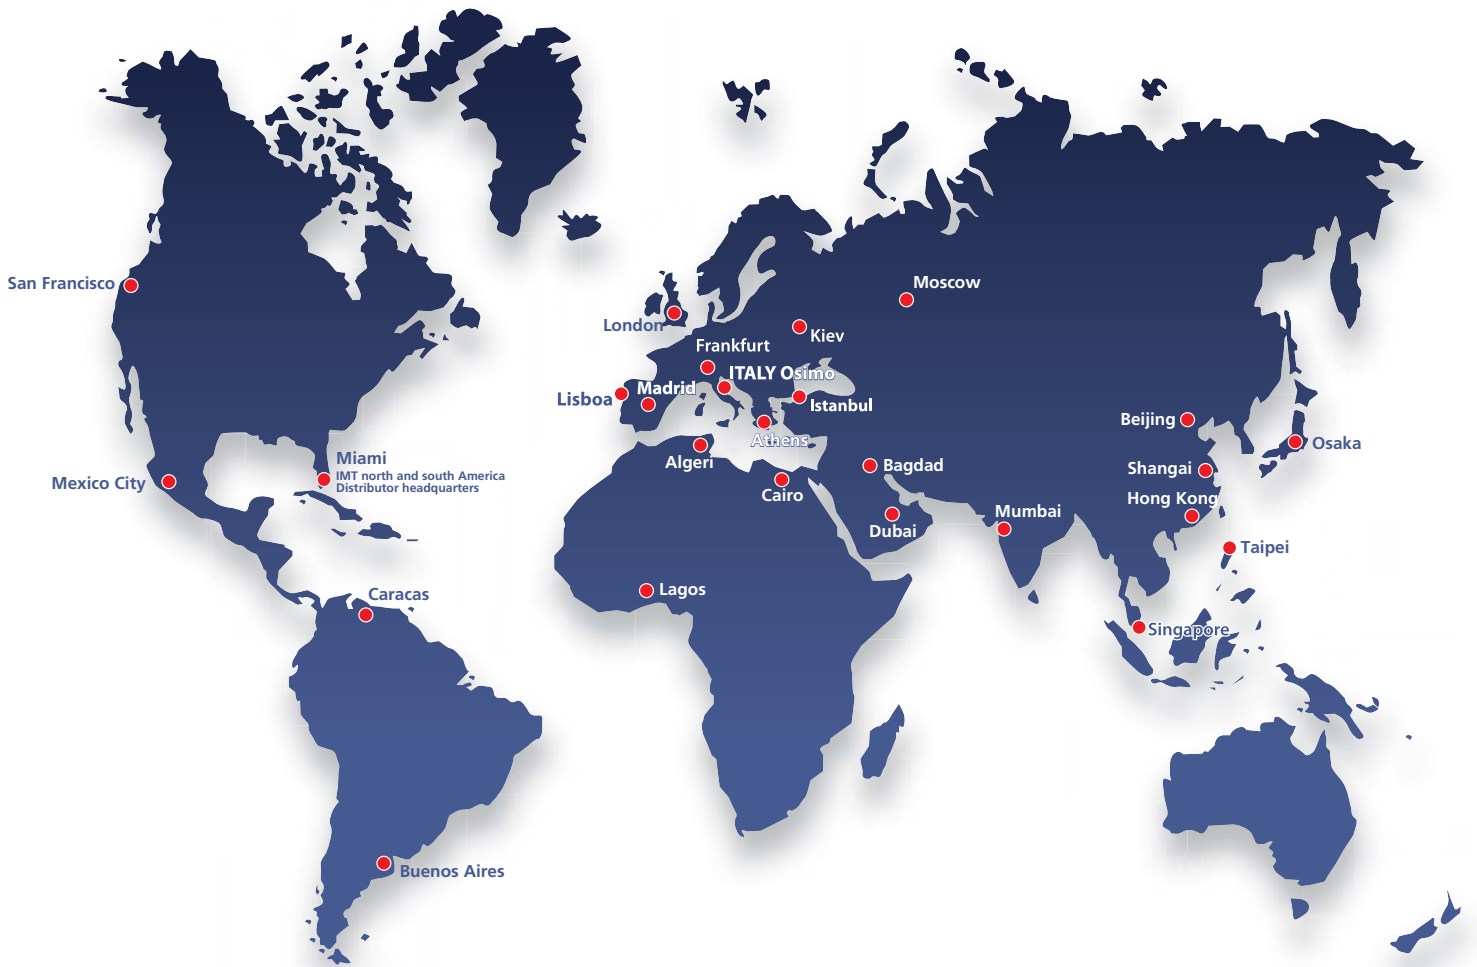 Moscow
San Francisco
London
Kiev
Frankfurt
ITALY Osimo
Madrid
Lisboa
Istanbul
Beijing
Athens
Osaka
Miami
Algeri
Bagdad
Shangai
IMT north and south America
Mexico City
Distributor headquarters
Cairo
Hong Kong
Mumbai
Dubai
Taipei
Lagos
Caracas
Singapore
Buenos Aires